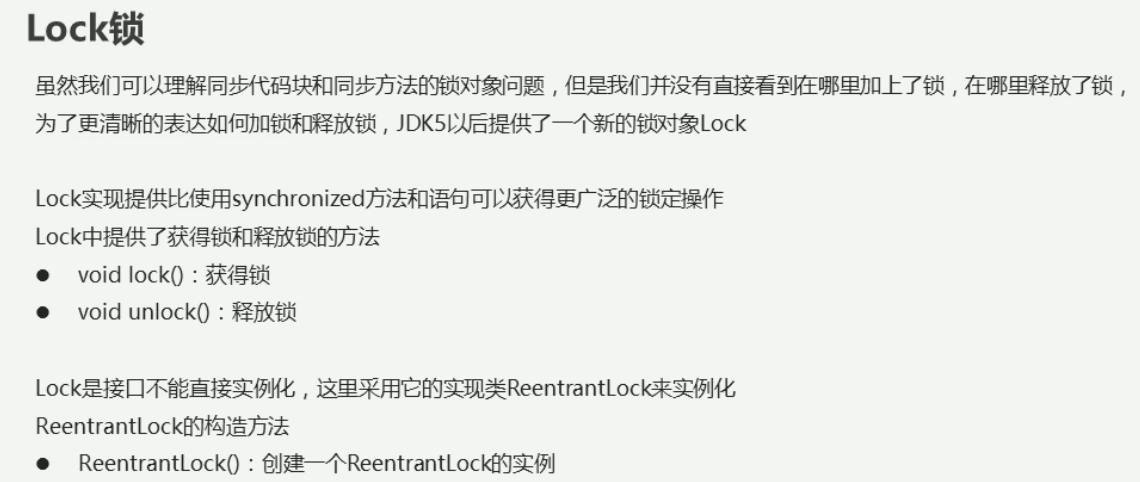 Lock锁
虽然我们可以理解同步代码块和同步方法的锁对象问题，但是我们并没有直接看到在哪里加上了锁，在哪里释放了锁，
为了更清晰的表达如何加锁和释放锁，JDK5以后提供了一个新的锁对象Lock
Lock实现提供比使用synchronized方法和语句可以获得更广泛的锁定操作
Lock中提供了获得锁和释放锁的方法
● void lock()：获得锁
● void unlock()：释放锁
Lock是接口不能直接实例化，这里采用它的实现类ReentrantLock来实例化
ReentrantLock的构造方法
● ReentrantLock()：创建一个ReentrantLock的实例